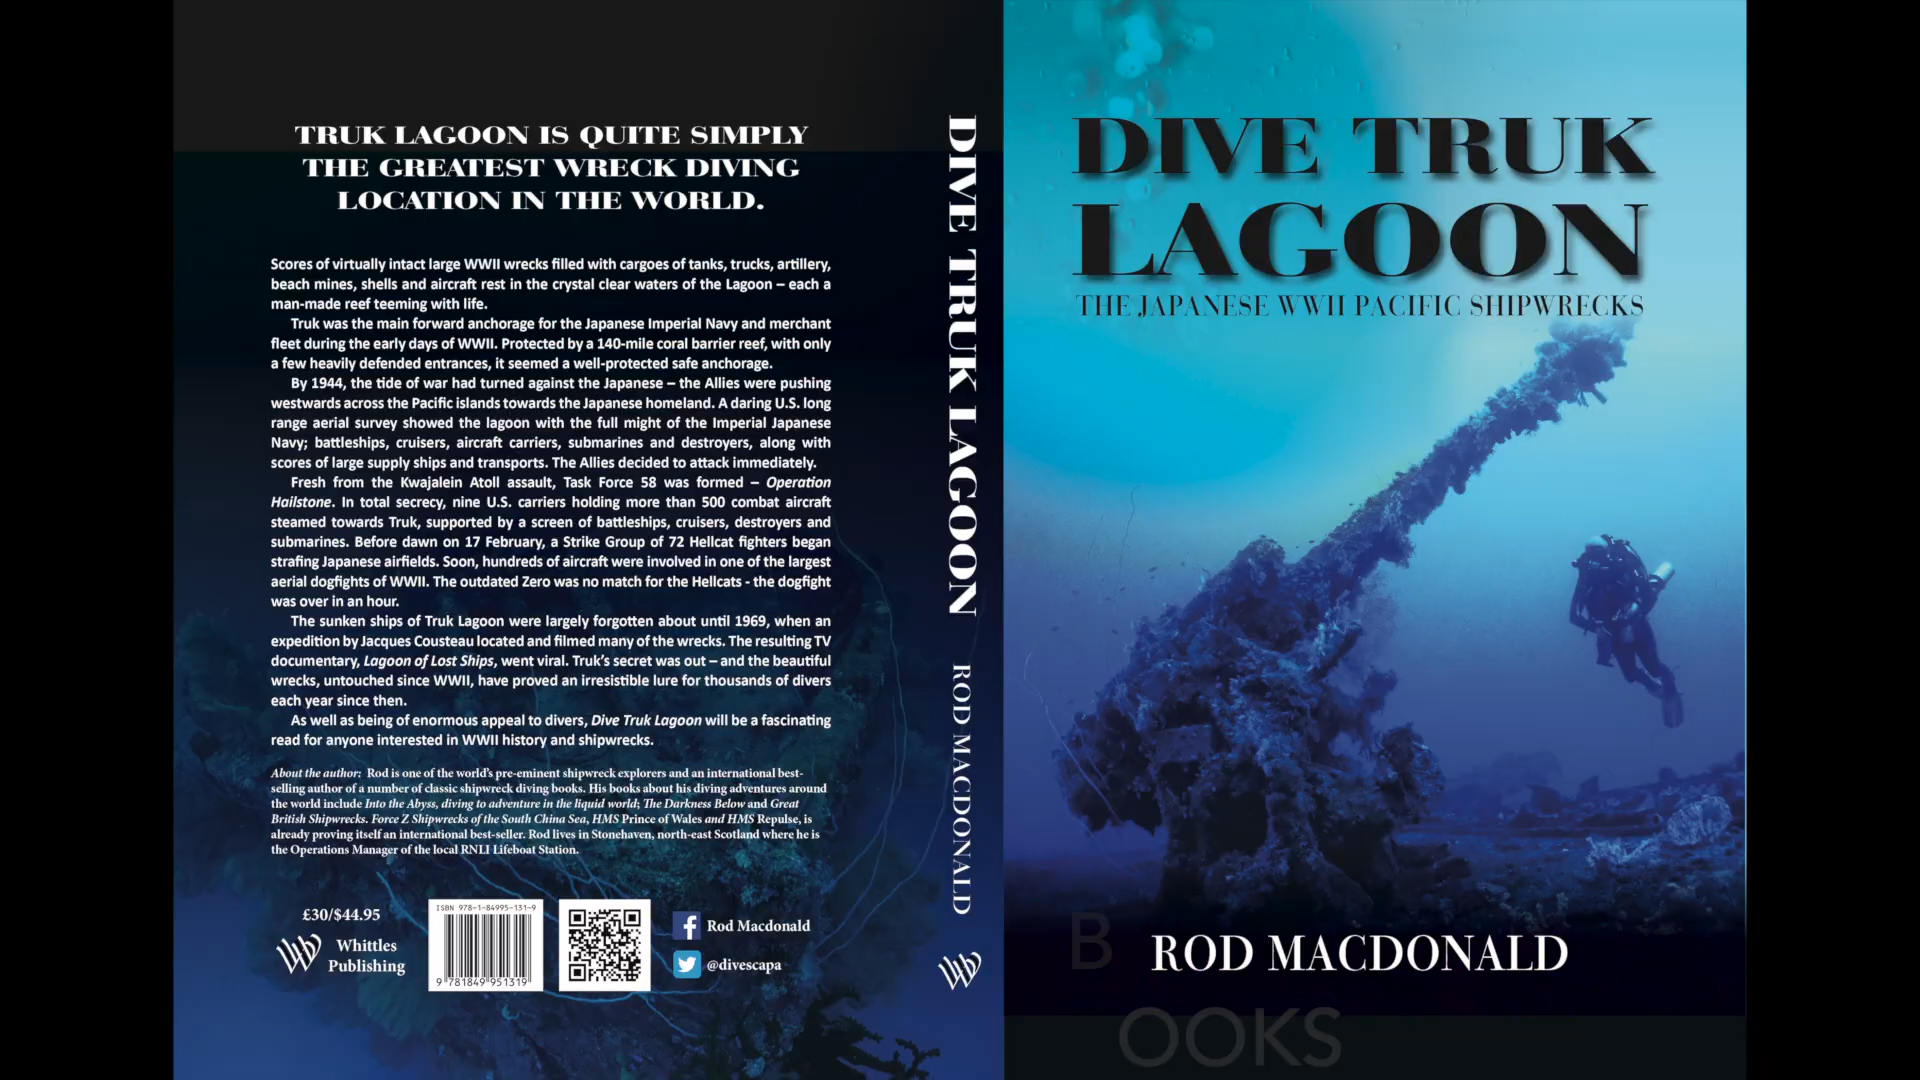 TRUK LAGOON IS QUITE SIMPLY
THE GREATEST WRECK DIVING
LOCATION IN THE WORLD.
Scores of virtually intact large WWII wrecks filled with cargoes of tanks, trucks, artillery,
beach mines, shells and aircraft rest in the crystal clear waters of the Lagoon – each a
man-made reef teeming with life.
Truk was the main forward anchorage for the Japanese Imperial Navy and merchant
fleet during the early days of WWII. Protected by a 140-mile coral barrier reef, with only
a few heavily defended entrances, it seemed a well-protected safe anchorage.
By 1944, the tide of war had turned against the Japanese – the Allies were pushing
westwards across the Pacific islands towards the Japanese homeland. A daring U.S. long
range aerial survey showed the lagoon with the full might of the Imperial Japanese
Navy; battleships, cruisers, aircraft carriers, submarines and destroyers, along with
scores of large supply ships and transports. The Allies decided to attack immediately.
Fresh from the Kwajalein Atoll assault, Task Force 58 was formed – Operation
Hailstone. In total secrecy, nine U.S. carriers holding more than 500 combat aircraft
steamed towards Truk, supported by a screen of battleships, cruisers, destroyers and
submarines. Before dawn on 17 February, a Strike Group of 72 Hellcat fighters began
strafing Japanese airfields. Soon, hundreds of aircraft were involved in one of the largest
aerial dogfights of WWII. The outdated Zero was no match for the Hellcats - the dogfight
was over in an hour.
The sunken ships of Truk Lagoon were largely forgotten about until 1969, when an
expedition by Jacques Cousteau located and filmed many of the wrecks. The resulting TV
documentary, Lagoon of Lost Ships, went viral. Truk's secret was out – and the beautiful
wrecks, untouched since WWII, have proved an irresistible lure for thousands of divers
each year since then.
As well as being of enormous appeal to divers, Dive Truk Lagoon will be a fascinating
read for anyone interested in WWII history and shipwrecks.
About the author: Rod is one of the world's pre-eminent shipwreck explorers and an international best-
selling author of a number of classic shipwreck diving books. His books about his diving adventures around
the world include Into the Abyss, diving to adventure in the liquid world; The Darkness Below and Great
British Shipwrecks. Force Z Shipwrecks of the South China Sea, HMS Prince of Wales and HMS Repulse, is
already proving itself an international best-seller. Rod lives in Stonehaven, north-east Scotland where he is
the Operations Manager of the local RNLI Lifeboat Station.
£30/$44.95
Whittles
Publishing
ISBN 978-1-84995-131-9
9 781849 951319
Rod Macdonald
@divescapa
DIVE TRUK LAGOON ROD MACDONALD
DIVE TRUK
LAGOON
THE JAPANESE WWII PACIFIC SHIPWRECKS
ROD MACDONALD
B
OOKS